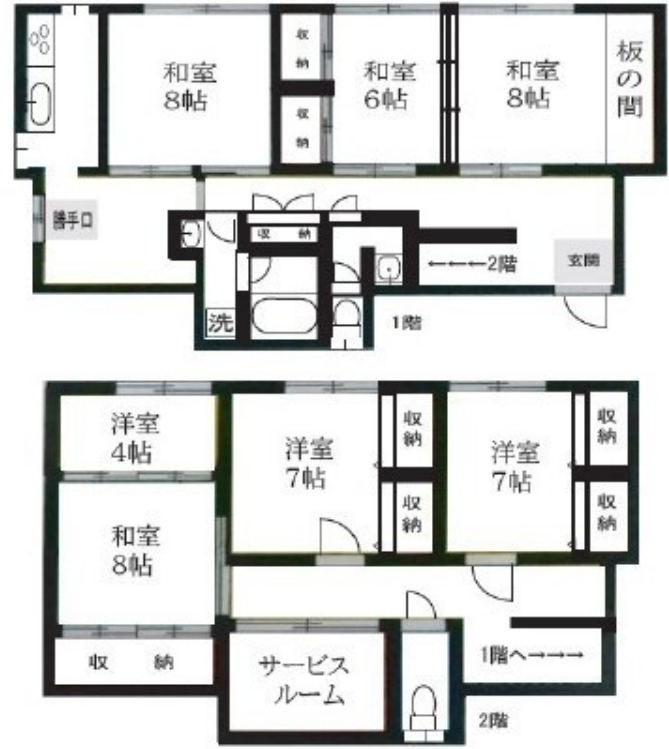 和室
8帖
収
納
収
納
和室
6帖
和室
8帖
板の間
勝手口
収 納
←←←2階
玄関
洗
1階
洋室
4帖
洋室
7帖
収
納
収
納
洋室
7帖
収
納
収
納
和室
8帖
収 納
サービス
ルーム
1階へ→→→
2階